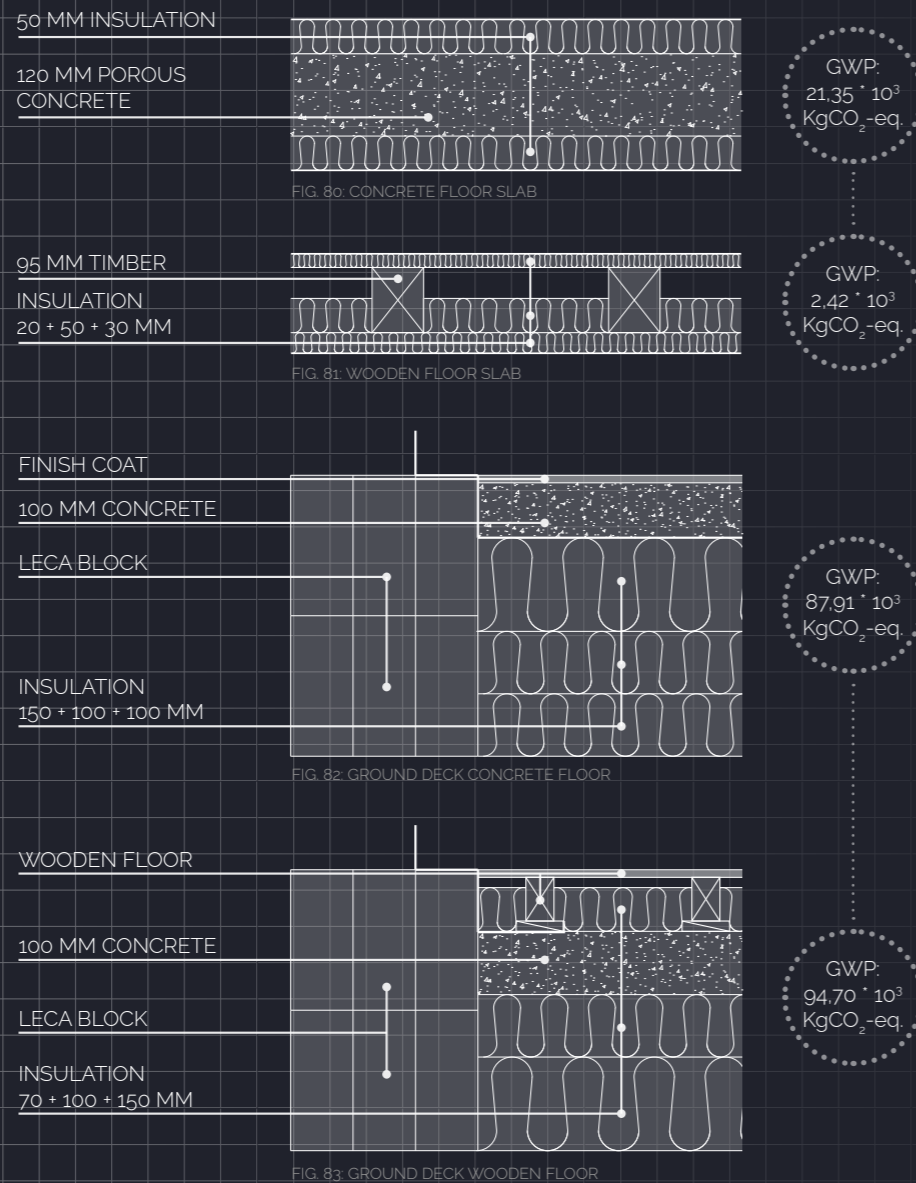 50 MM INSULATION
120 MM POROUS
CONCRETE
GWP:
21,35 * 10³
KgCO₂-eq.
FIG. 80: CONCRETE FLOOR SLAB
95 MM TIMBER
INSULATION
20 + 50 + 30 MM
GWP:
2,42 * 10³
KgCO₂-eq.
FIG. 81: WOODEN FLOOR SLAB
FINISH COAT
100 MM CONCRETE
LECA BLOCK
INSULATION
150 + 100 + 100 MM
GWP:
87,91 * 10³
KgCO₂-eq.
FIG. 82: GROUND DECK CONCRETE FLOOR
WOODEN FLOOR
100 MM CONCRETE
LECA BLOCK
INSULATION
70 + 100 + 150 MM
GWP:
94,70 * 10³
KgCO₂-eq.
FIG. 83: GROUND DECK WOODEN FLOOR